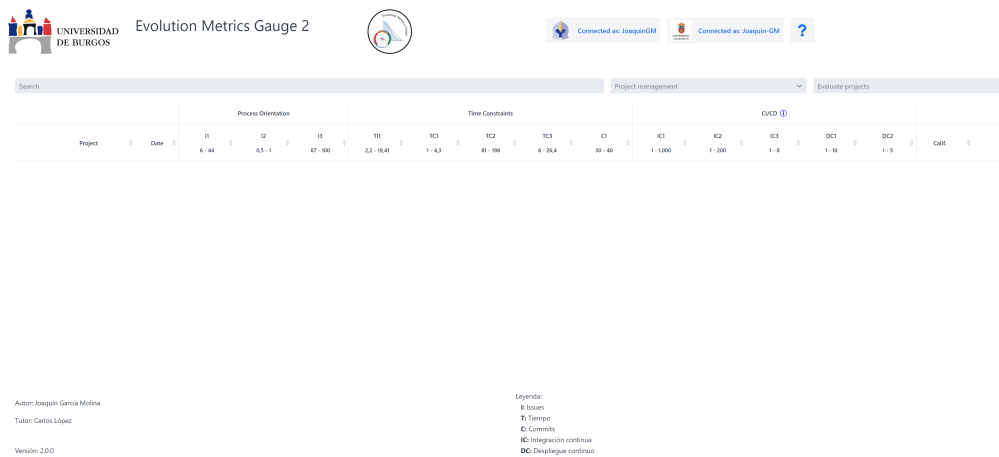 UNIVERSIDAD
DE BURGOS
Evolution Metrics Gauge 2
Connected as: JoaquinGM
Connected as: Joaquin-GM
?
Search
Project management
Evaluate projects
Process Orientation
Time Constraints
CI/CD
Project
Date
I1
I2
I3
TI1
TC1
TC2
TC3
C1
IC1
IC2
IC3
DC1
DC2
Calif.
6 - 44
0,5 - 1
87 - 100
2,2 - 19,41
1 - 4,3
81 - 198
6 - 26,4
30 - 40
1 - 1.000
1 - 200
1 - 8
1 - 10
1 - 5
Autor: Joaquín García Molina
Tutor: Carlos López
Versión: 2.0.0
Leyenda:
I: Issues
T: Tiempo
C: Commits
IC: Integración continua
DC: Despliegue continuo